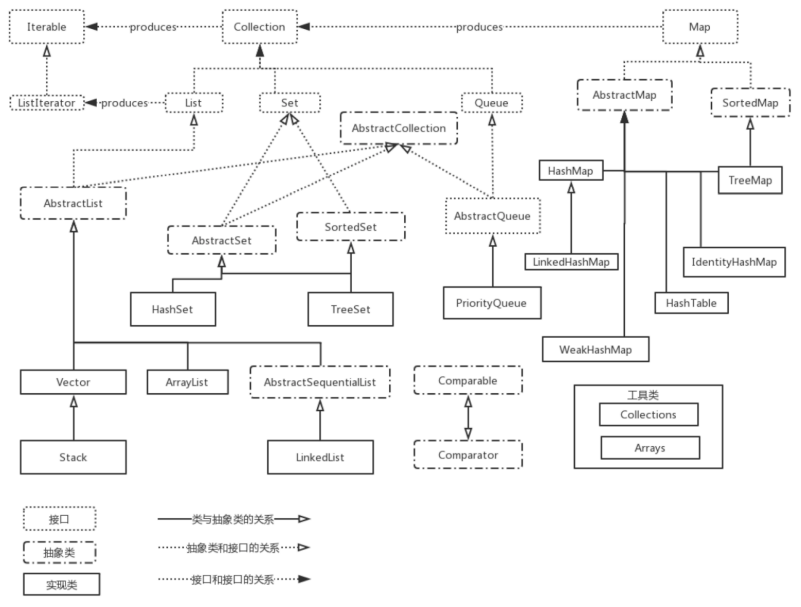 Iterable
produces
Collection
produces
Map
ListIterator
produces
List
Set
Queue
AbstractMap
SortedMap
AbstractCollection
HashMap
TreeMap
AbstractList
AbstractSet
SortedSet
AbstractQueue
LinkedHashMap
IdentityHashMap
HashSet
TreeSet
PriorityQueue
HashTable
WeakHashMap
Vector
ArrayList
AbstractSequentialList
Comparable
工具类
Collections
Arrays
Stack
LinkedList
Comparator
接口
类与抽象类的关系
抽象类
抽象类和接口的关系
实现类
接口和接口的关系